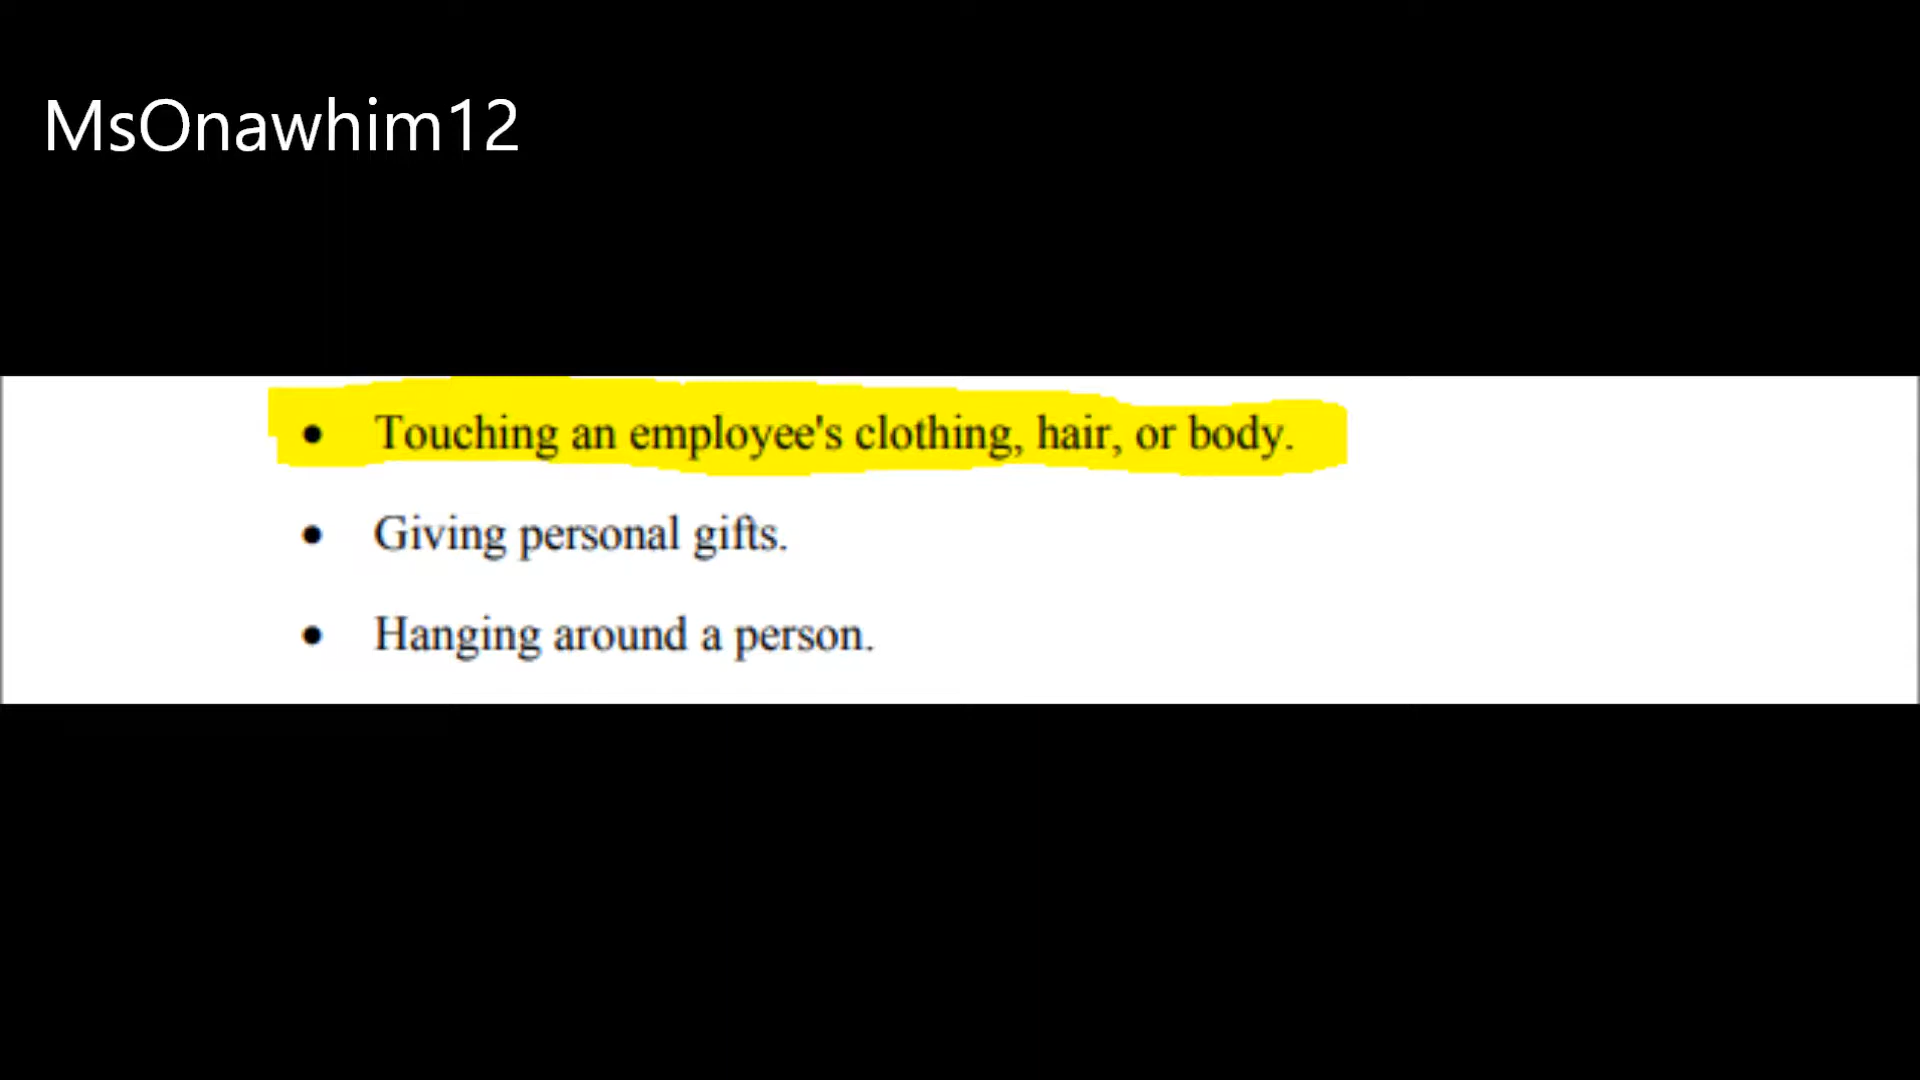 MsOnawhim12
• Touching an employee's clothing, hair, or body.
• Giving personal gifts.
• Hanging around a person.